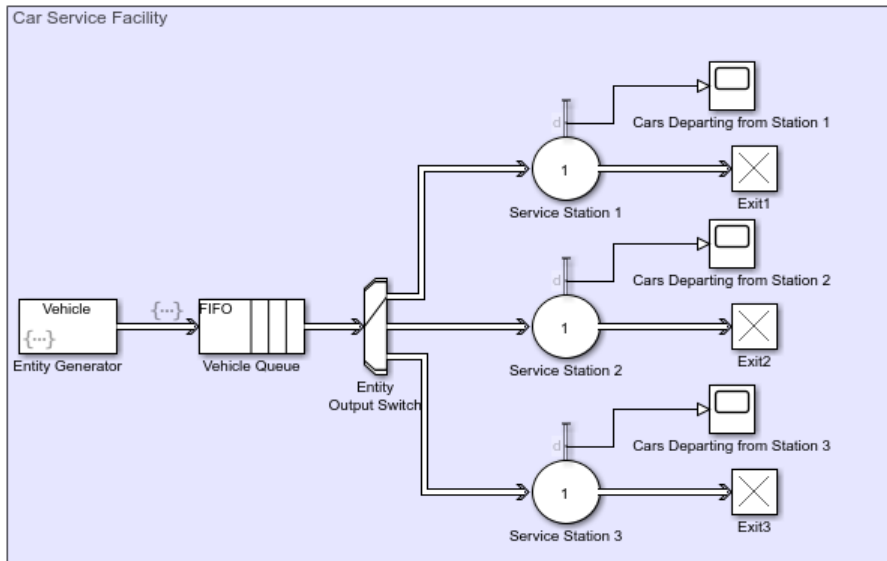 Car Service Facility
Cars Departing from Station 1
d
1
Exit1
Service Station 1
Cars Departing from Station 2
d
Vehicle
{...}
{...}
FIFO
1
Entity Generator
Vehicle Queue
Exit2
Service Station 2
Entity
Output Switch
Cars Departing from Station 3
d
1
Exit3
Service Station 3